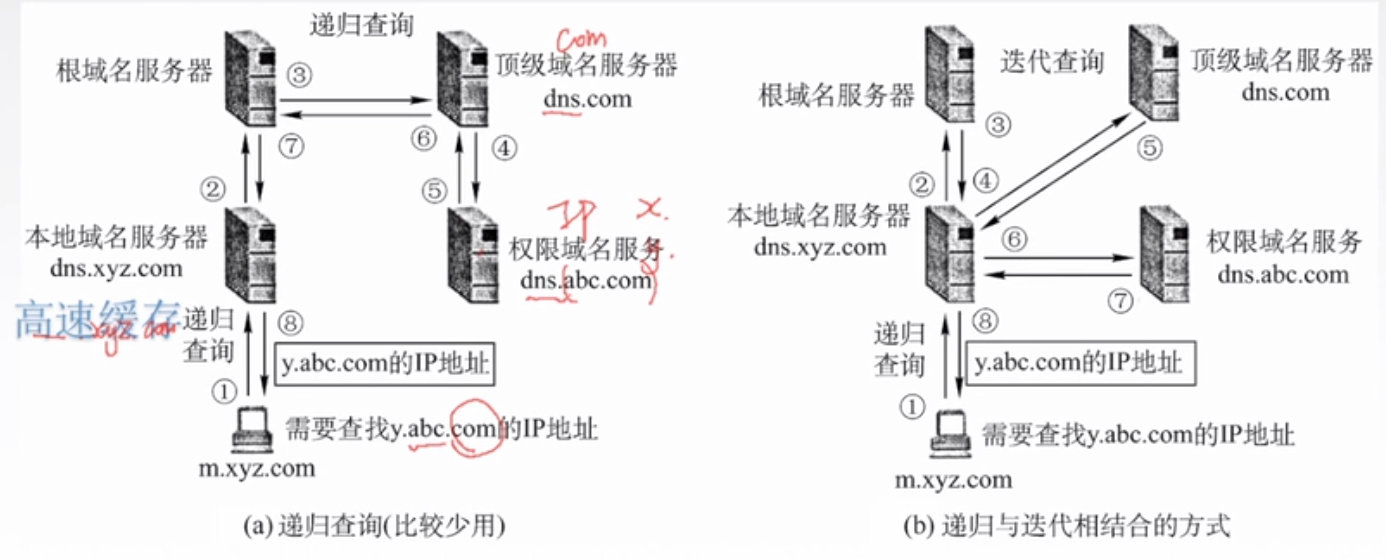 递归查询
com
根域名服务器
③
顶级域名服务器
dns.com
⑦
⑥
④
②
⑤
IP
x.
本地域名服务器
dns.xyz.com
权限域名服务
dns.abc.com
高速缓存
xyz.com
递归
查询
⑧
y.abc.com的IP地址
①
需要查找y.abc.com的IP地址
m.xyz.com
(a) 递归查询(比较少用)
迭代查询
顶级域名服务器
dns.com
根域名服务器
③
⑤
②
④
本地域名服务器
dns.xyz.com
⑥
权限域名服务
dns.abc.com
⑦
递归
查询
⑧
y.abc.com的IP地址
①
需要查找y.abc.com的IP地址
m.xyz.com
(b) 递归与迭代相结合的方式